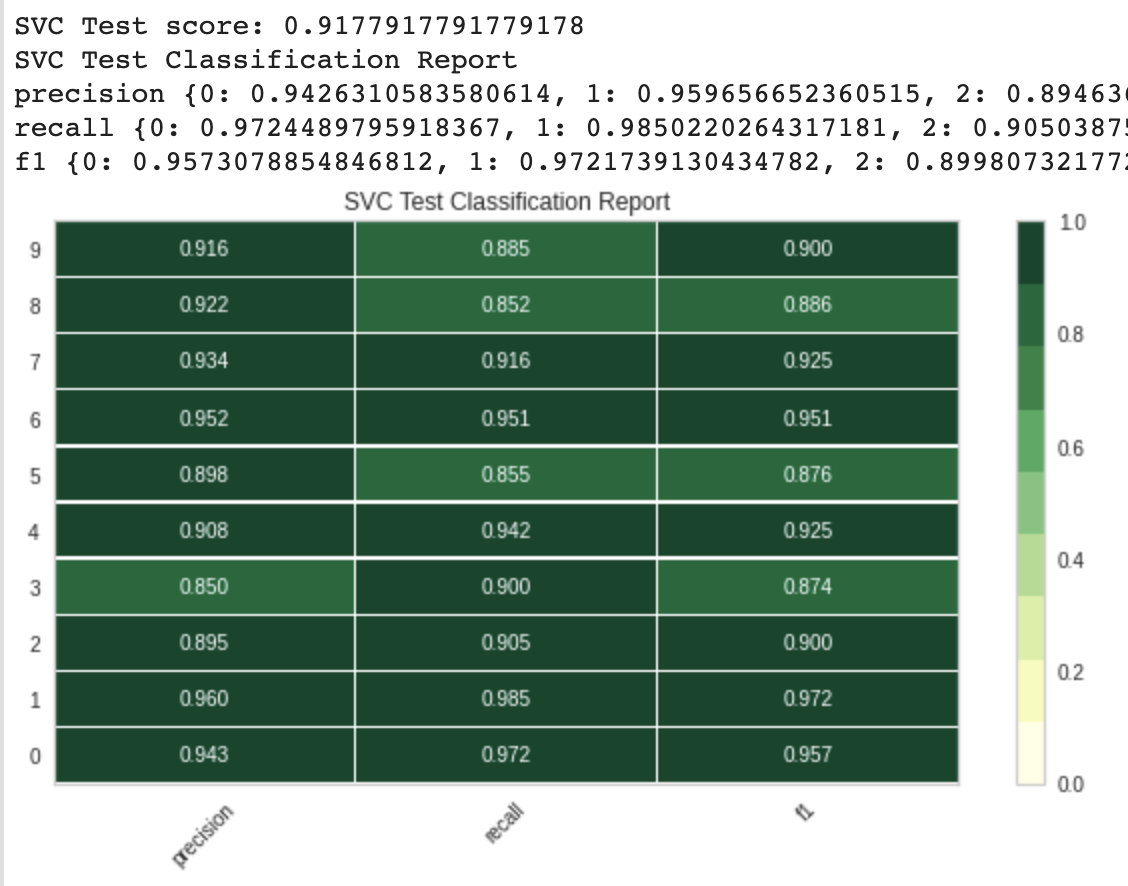 SVC Test score: 0.9177917791779178
SVC Test Classification Report
precision {0: 0.9426310583580614, 1: 0.959656652360515, 2: 0.89463
recall {0: 0.9724489795918367, 1: 0.9850220264317181, 2: 0.9050387
f1 {0: 0.9573078854846812, 1: 0.9721739130434782, 2: 0.89980732177
SVC Test Classification Report
9 0.916 0.885 0.900
8 0.922 0.852 0.886
7 0.934 0.916 0.925
6 0.952 0.951 0.951
5 0.898 0.855 0.876
4 0.908 0.942 0.925
3 0.850 0.900 0.874
2 0.895 0.905 0.900
1 0.960 0.985 0.972
0 0.943 0.972 0.957
precision recall f1
1.0
0.8
0.6
0.4
0.2
0.0